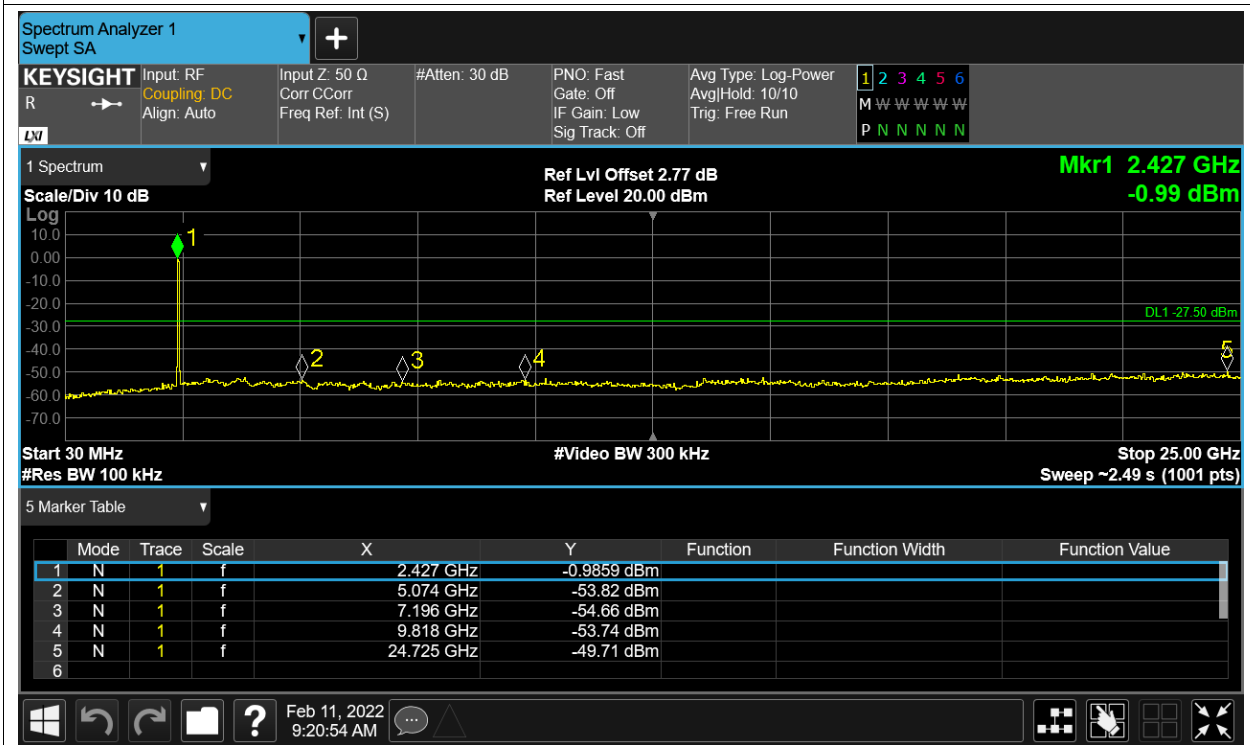 Spectrum Analyzer 1
Swept SA
+
KEYSIGHT Input: RF Input Z: 50 Ω #Atten: 30 dB PNO: Fast Avg Type: Log-Power 1 2 3 4 5 6
R Coupling: DC Corr CCorr Gate: Off Avg|Hold: 10/10 M W W W W W
Align: Auto Freq Ref: Int (S) IF Gain: Low Trig: Free Run
LXI Sig Track: Off P N N N N N
1 Spectrum Ref Lvl Offset 2.77 dB Mkr1 2.427 GHz
Scale/Div 10 dB Ref Level 20.00 dBm -0.99 dBm
Log
10.0 1
0.00
-10.0
-20.0
DL1 -27.50 dBm
-30.0
-40.0 2 3 4 5
-50.0
-60.0
-70.0
Start 30 MHz #Video BW 300 kHz Stop 25.00 GHz
#Res BW 100 kHz Sweep ~2.49 s (1001 pts)
5 Marker Table
Mode Trace Scale X Y Function Function Width Function Value
1 N 1 f 2.427 GHz -0.9859 dBm
2 N 1 f 5.074 GHz -53.82 dBm
3 N 1 f 7.196 GHz -54.66 dBm
4 N 1 f 9.818 GHz -53.74 dBm
5 N 1 f 24.725 GHz -49.71 dBm
6
? Feb 11, 2022
9:20:54 AM